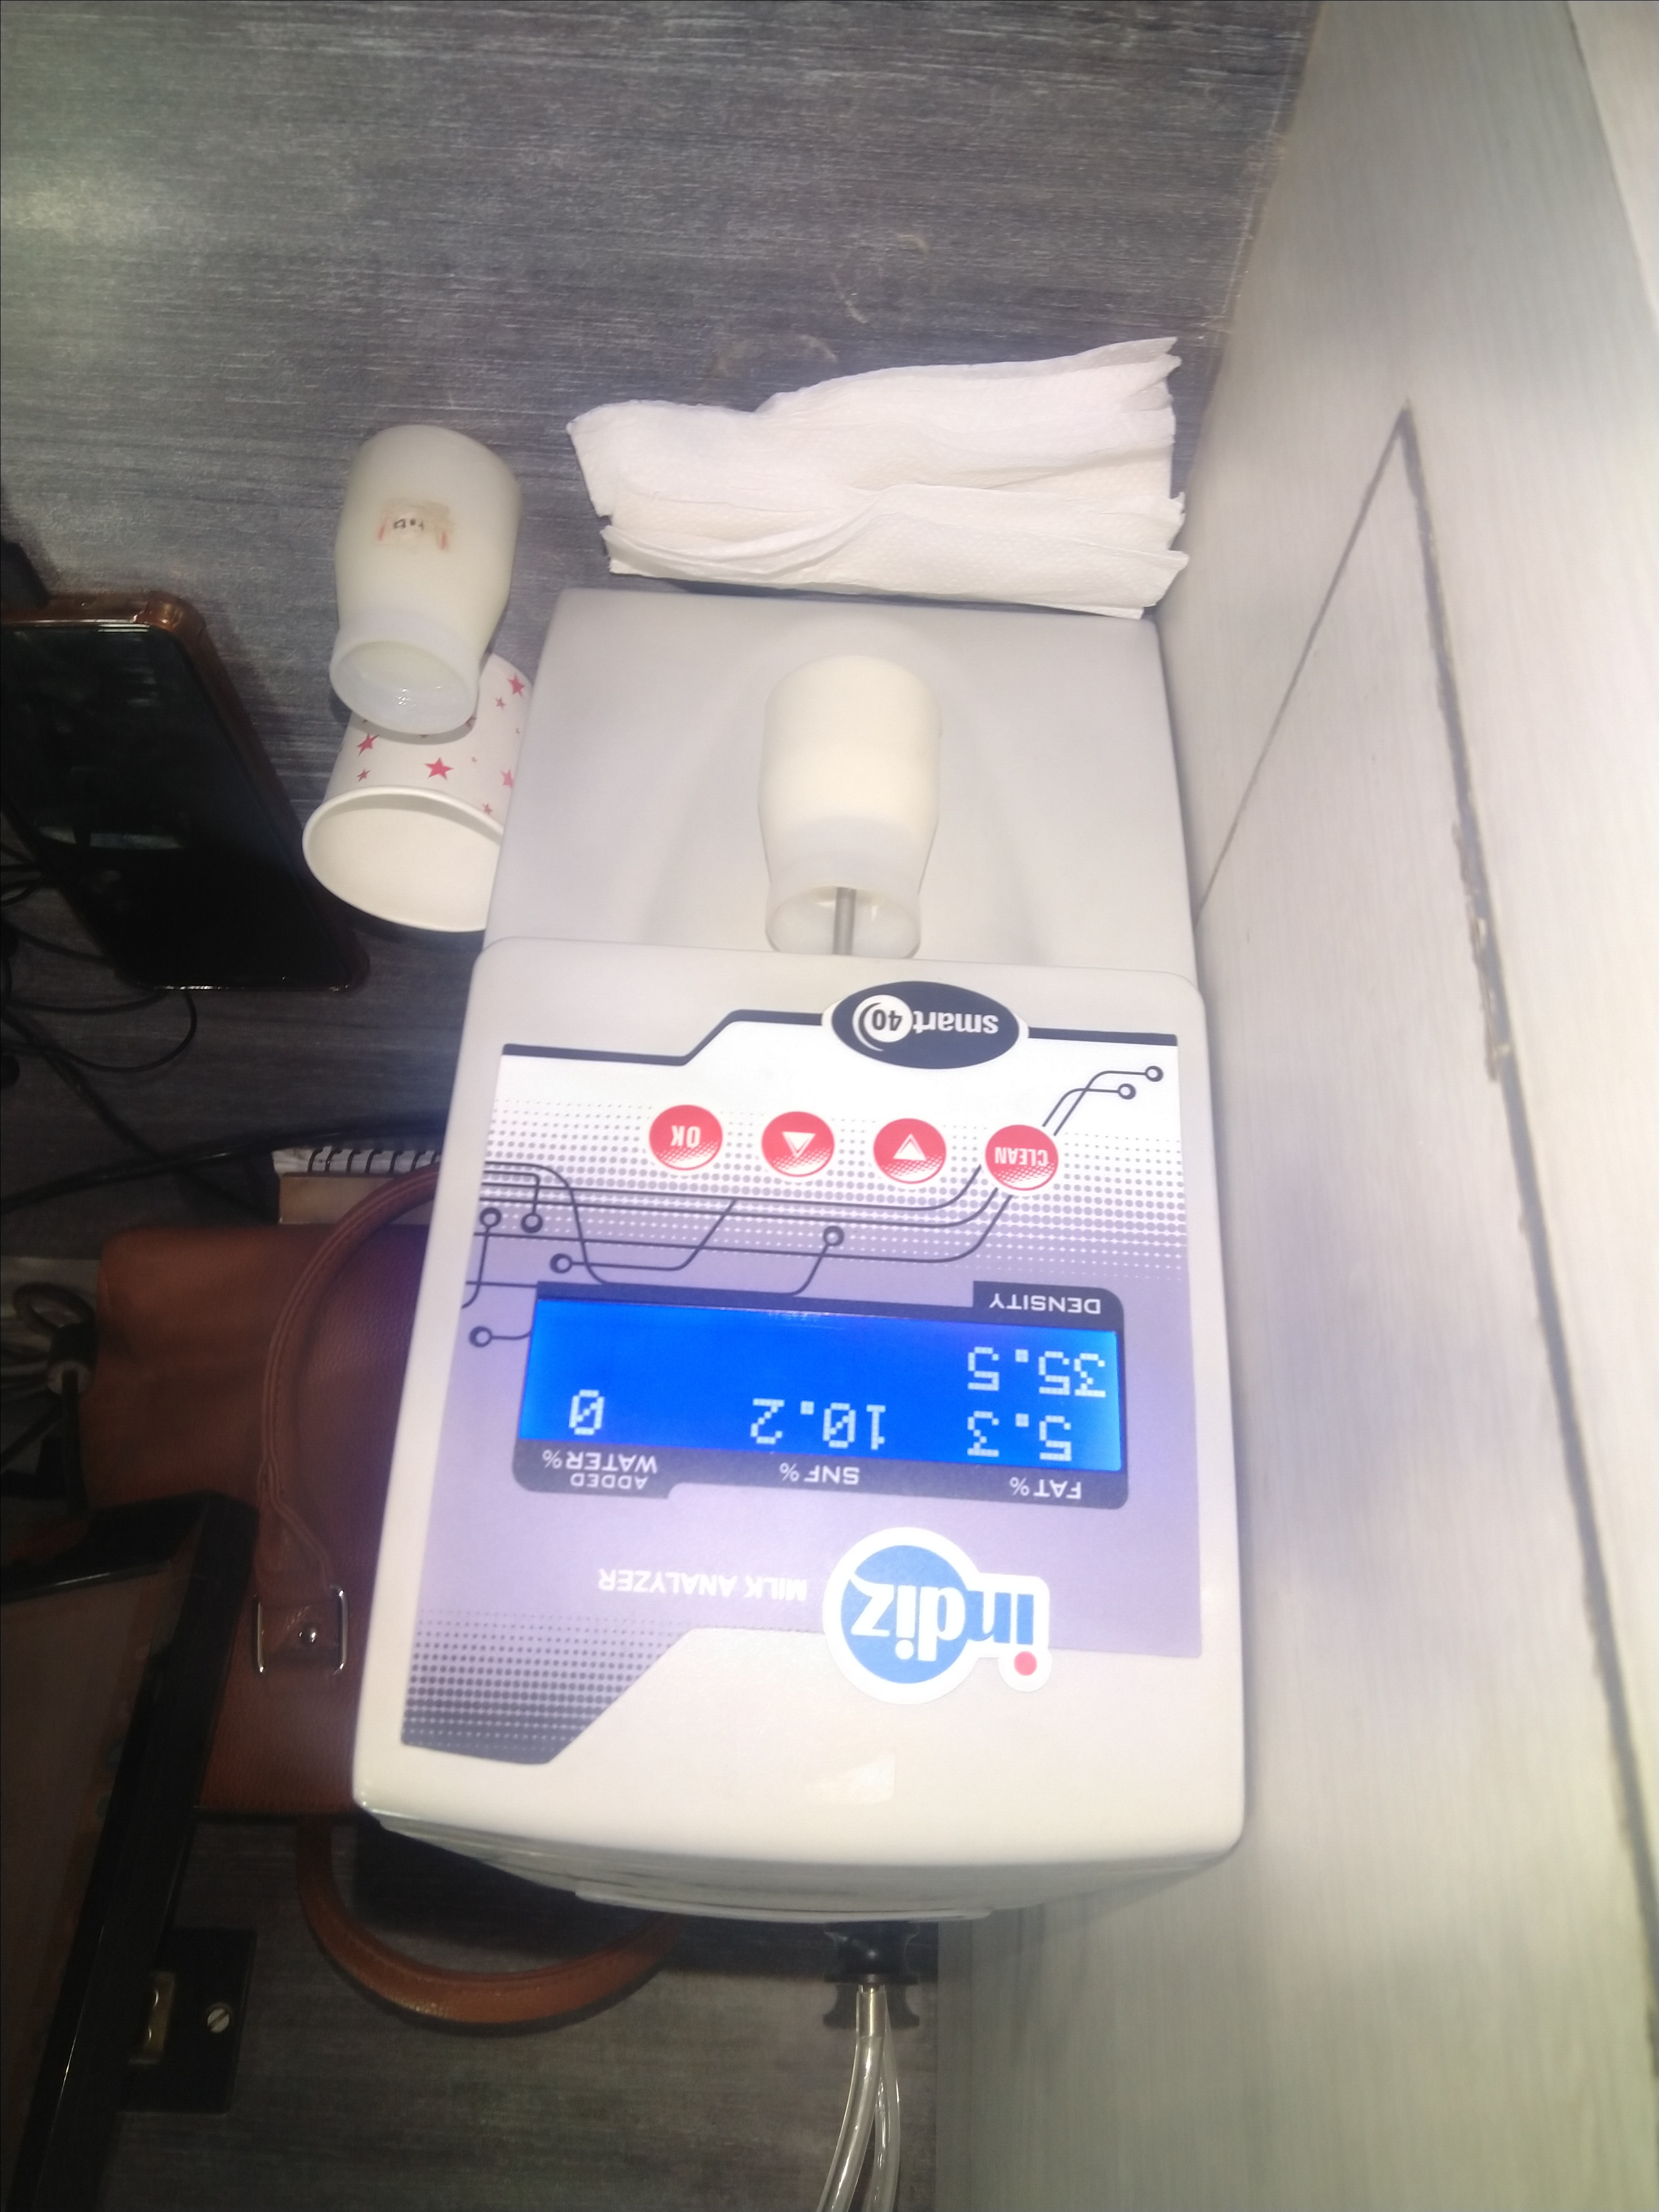 indiz
MILK ANALYZER
FAT% SNF% ADDED WATER%
5.3 10.2 0
35.5
DENSITY
CLEAN OK
smart 40